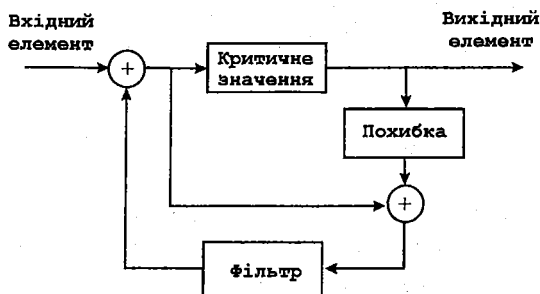 Вхідний
елемент
Вихідний
елемент
+
Критичне
значення
Похибка
+
Фільтр